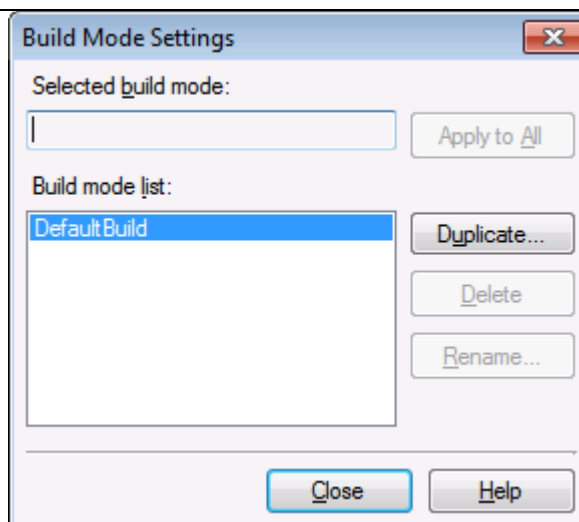 Build Mode Settings
Selected build mode:
Apply to All
Build mode list:
DefaultBuild
Duplicate...
Delete
Rename...
Close
Help